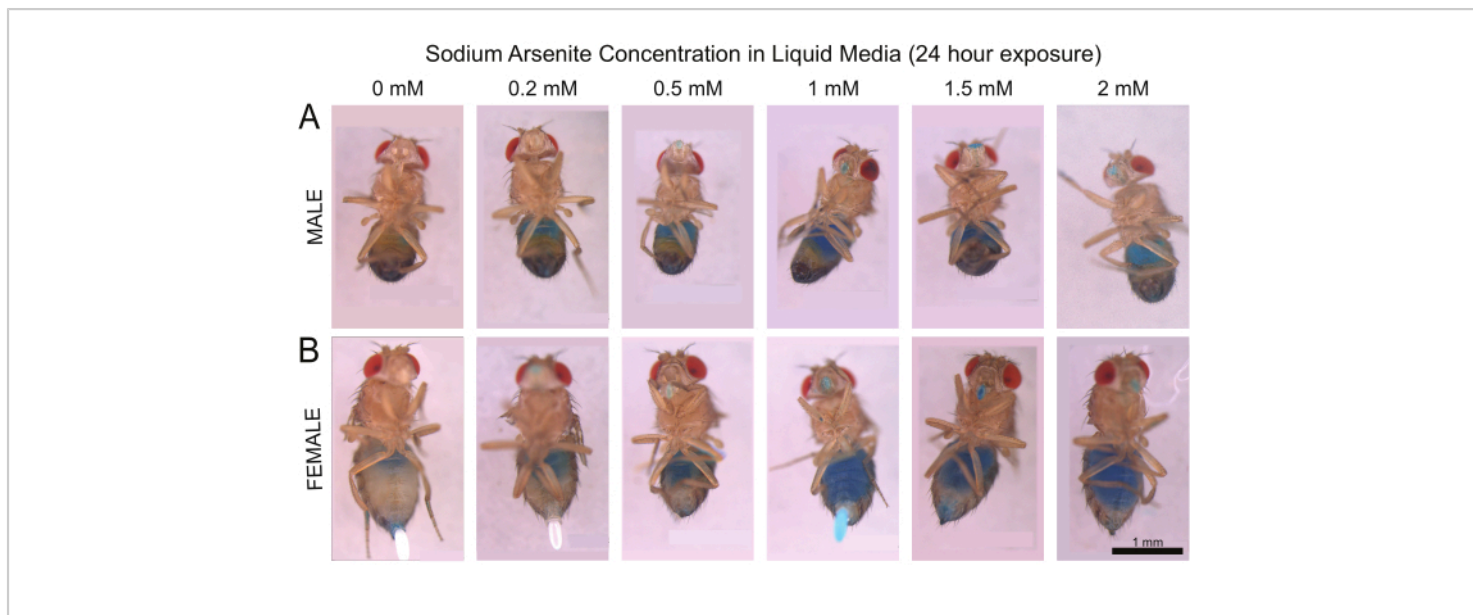 Sodium Arsenite Concentration in Liquid Media (24 hour exposure)
0 mM 0.2 mM 0.5 mM 1 mM 1.5 mM 2 mM
A
MALE
B
FEMALE
1 mm